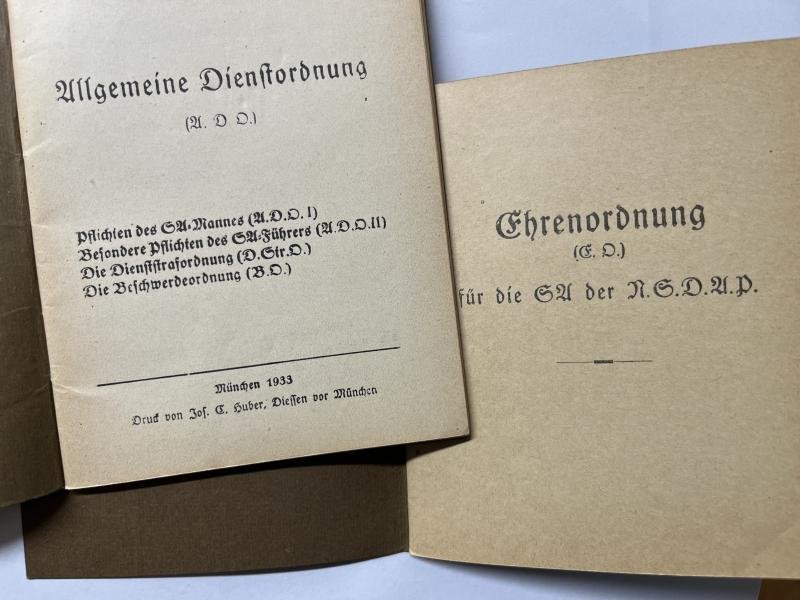 Allgemeine Dienstordnung
(A. D O.)
Pflichten des SA-Mannes (A.D.O. I)
Besondere Pflichten des SA-Führers (A.D.O.II)
Die Dienststrafordnung (D.Str.O.)
Die Beschwerdeordnung (B.O.)
München 1933
Druck von Jos. C. Huber, Diessen vor München
Ehrenordnung
(E. O.)
für die SA der N.S.D.A.P.